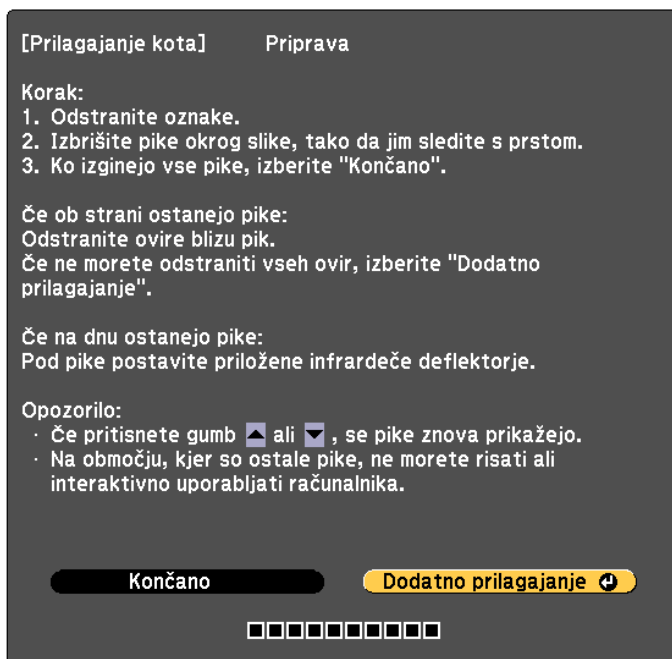 [Prilagajanje kota] Priprava
Korak:
1. Odstranite oznake.
2. Izbrišite pike okrog slike, tako da jim sledite s prstom.
3. Ko izginejo vse pike, izberite "Končano".
Če ob strani ostanejo pike:
Odstranite ovire blizu pik.
Če ne morete odstraniti vseh ovir, izberite "Dodatno
prilagajanje".
Če na dnu ostanejo pike:
Pod pike postavite priložene infrardeče deflektorje.
Opozorilo:
· Če pritisnete gumb ▲ ali ▼ , se pike znova prikažejo.
· Na območju, kjer so ostale pike, ne morete risati ali
interaktivno uporabljati računalnika.
Končano Dodatno prilagajanje